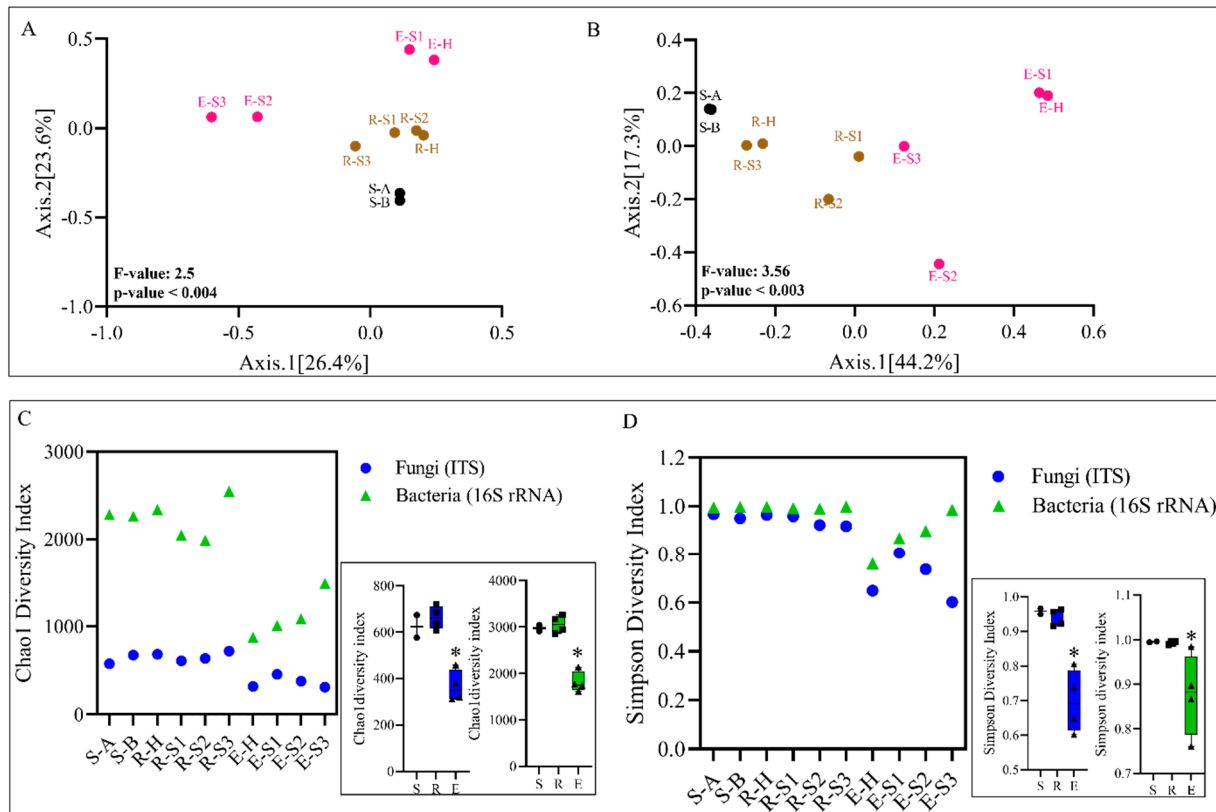 A
E-S1
E-H
E-S3
E-S2
R-S1
R-S2
R-H
R-S3
S-A
S-B
F-value: 2.5
p-value < 0.004
0.5
0.0
-0.5
-1.0
-1.0
-0.5
0.0
0.5
Axis.2[23.6%]
Axis.1[26.4%]
B
E-S1
E-H
S-A
S-B
R-H
R-S3
R-S1
R-S2
E-S3
E-S2
F-value: 3.56
p-value < 0.003
0.4
0.2
0.0
-0.2
-0.4
-0.6
-0.4
-0.2
0.0
0.2
0.4
0.6
Axis.2[17.3%]
Axis.1[44.2%]
C
3000
2000
1000
0
Chao1 Diversity Index
S-A
S-B
R-H
R-S1
R-S2
R-S3
E-H
E-S1
E-S2
E-S3
Fungi (ITS)
Bacteria (16S rRNA)
800
600
400
0
Chao1diversity index
*
S R E
4000
3000
2000
3000
0
Chao1diversity index
*
S R E
D
1.2
1.0
0.8
0.6
0.4
0.2
0.0
Simpson Diversity Index
S-A
S-B
R-H
R-S1
R-S2
R-S3
E-H
E-S1
E-S2
E-S3
Fungi (ITS)
Bacteria (16S rRNA)
1.0
0.9
0.8
0.7
0.6
0.5
Simpson Diversity Index
*
S R E
1.1
1.0
0.9
0.8
0.7
Simpson diversity index
*
S R E